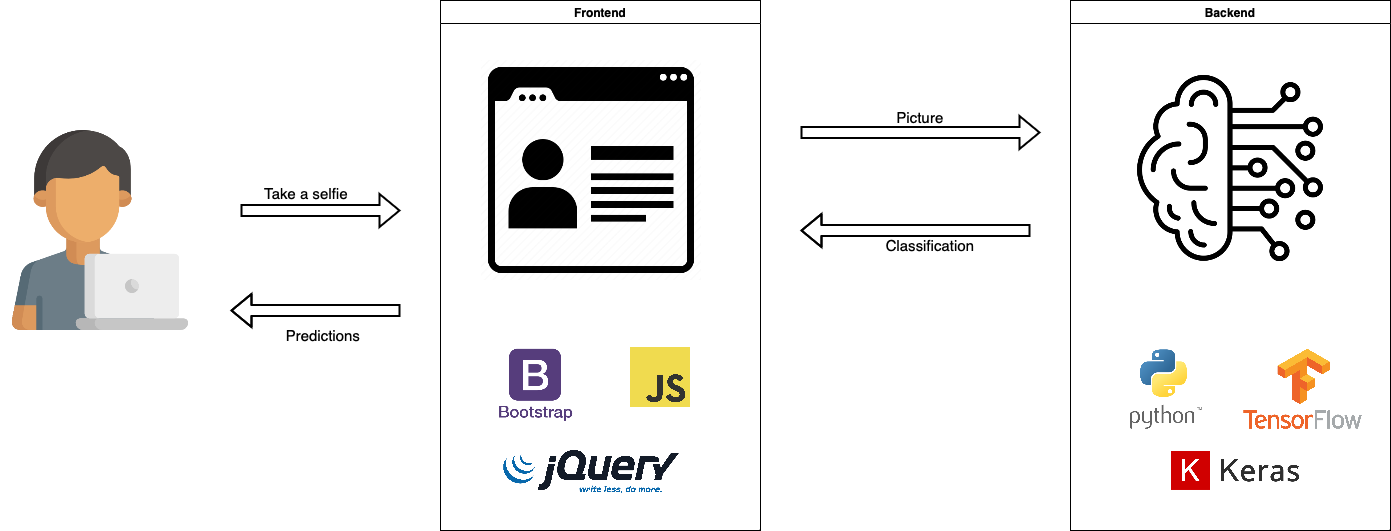 Frontend
Backend
Picture
Take a selfie
Classification
Predictions
B
Bootstrap
JS
python™
TensorFlow
jQuery
write less, do more.
K Keras